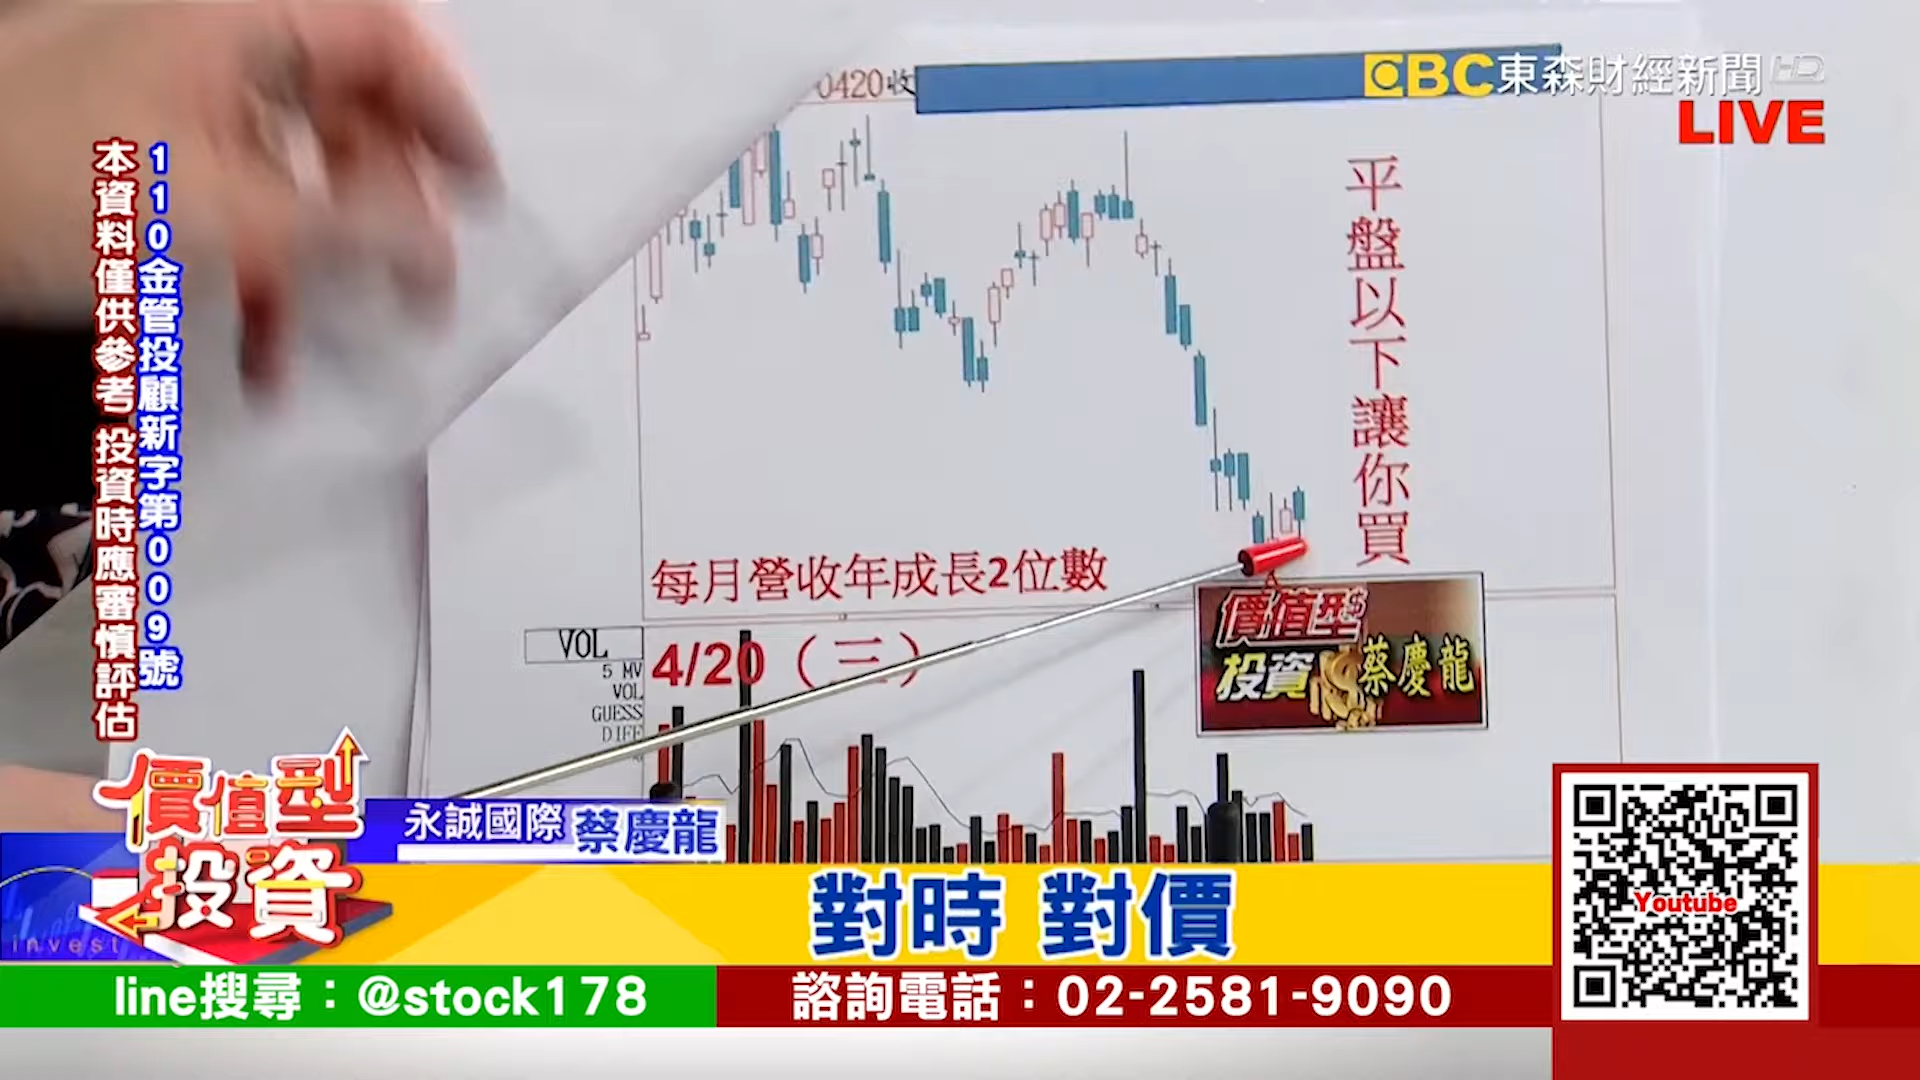 0420收
EBC東森財經新聞 HD
LIVE
110金管投顧新字第009號
本資料僅供參考 投資時應審慎評估
平盤以下讓你買
每月營收年成長2位數
VOL
4/20（三）
5 MV
VOL
GUESS
DIFF
價值型
投資 蔡慶龍
價值型
投資
invest
永誠國際 蔡慶龍
對時 對價
Youtube
line搜尋：@stock178
諮詢電話：02-2581-9090